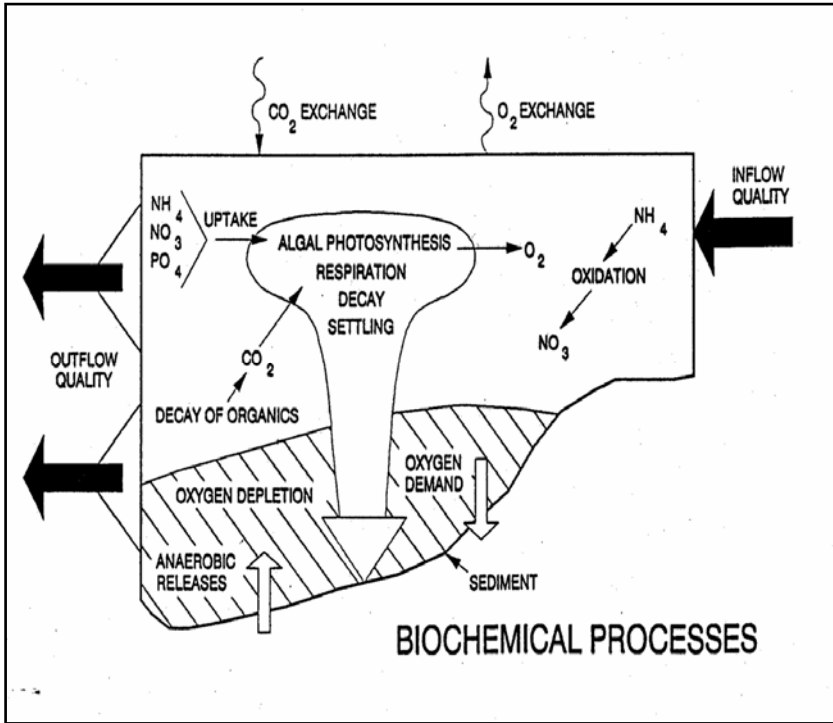 CO2 EXCHANGE
O2 EXCHANGE
INFLOW
QUALITY
NH4
NO3
PO4
UPTAKE
ALGAL PHOTOSYNTHESIS
RESPIRATION
DECAY
SETTLING
O2
NH4
OXIDATION
NO3
OUTFLOW
QUALITY
CO2
DECAY OF ORGANICS
OXYGEN DEPLETION
OXYGEN
DEMAND
ANAEROBIC
RELEASES
SEDIMENT
BIOCHEMICAL PROCESSES